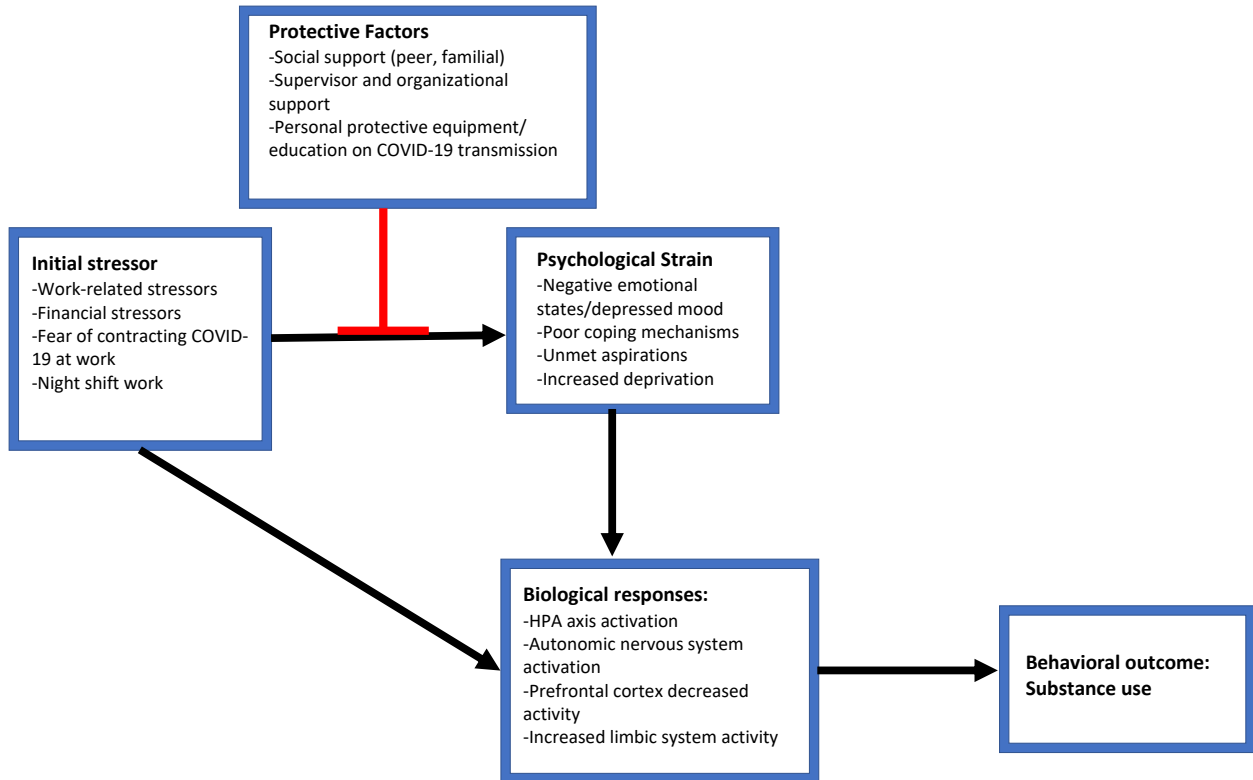 Protective Factors
-Social support (peer, familial)
-Supervisor and organizational
support
-Personal protective equipment/
education on COVID-19 transmission
Initial stressor
-Work-related stressors
-Financial stressors
-Fear of contracting COVID-
19 at work
-Night shift work
Psychological Strain
-Negative emotional
states/depressed mood
-Poor coping mechanisms
-Unmet aspirations
-Increased deprivation
Biological responses:
-HPA axis activation
-Autonomic nervous system
activation
-Prefrontal cortex decreased
activity
-Increased limbic system activity
Behavioral outcome:
Substance use